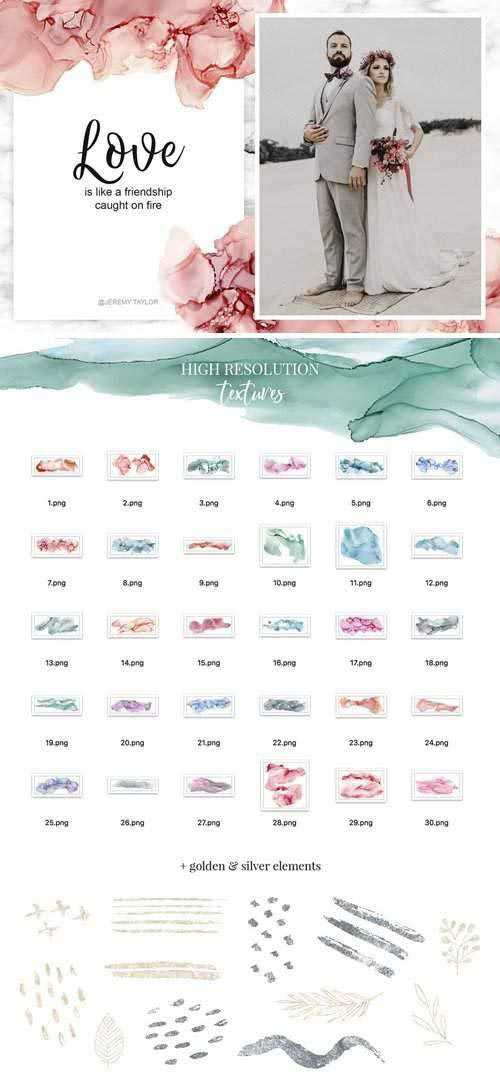 Love
is like a friendship
caught on fire
@JEREMY TAYLOR
HIGH RESOLUTION
textures
1.png 2.png 3.png 4.png 5.png 6.png
7.png 8.png 9.png 10.png 11.png 12.png
13.png 14.png 15.png 16.png 17.png 18.png
19.png 20.png 21.png 22.png 23.png 24.png
25.png 26.png 27.png 28.png 29.png 30.png
+ golden & silver elements